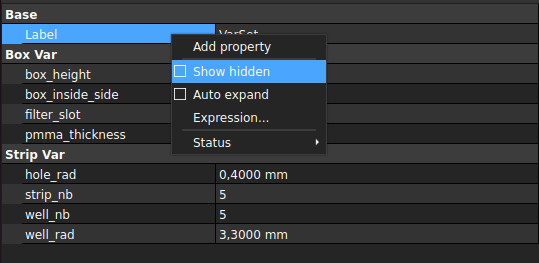 Base
Label VarSet
Add property
Box Var
box_height
Show hidden
box_inside_side
Auto expand
filter_slot
Expression...
pmma_thickness
Status
Strip Var
hole_rad 0,4000 mm
strip_nb 5
well_nb 5
well_rad 3,3000 mm